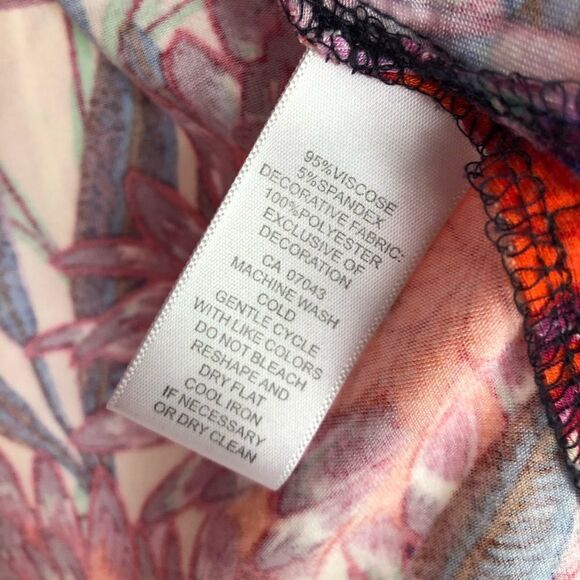 95%VISCOSE
5%SPANDEX
DECORATIVE FABRIC:
100%POLYESTER
EXCLUSIVE OF
DECORATION
CA 07043
MACHINE WASH
COLD
GENTLE CYCLE
WITH LIKE COLORS
DO NOT BLEACH
RESHAPE AND
DRY FLAT
COOL IRON
IF NECESSARY
OR DRY CLEAN